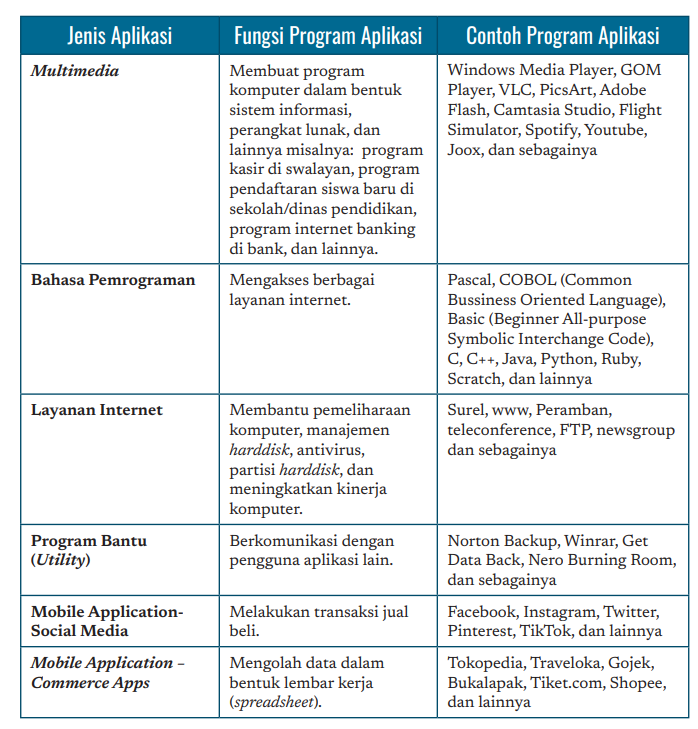 Jenis Aplikasi
Fungsi Program Aplikasi
Contoh Program Aplikasi
Multimedia
Membuat program
komputer dalam bentuk
sistem informasi,
perangkat lunak, dan
lainnya misalnya: program
kasir di swalayan, program
pendaftaran siswa baru di
sekolah/dinas pendidikan,
program internet banking
di bank, dan lainnya.
Windows Media Player, GOM
Player, VLC, PicsArt, Adobe
Flash, Camtasia Studio, Flight
Simulator, Spotify, Youtube,
Joox, dan sebagainya
Bahasa Pemrograman
Mengakses berbagai
layanan internet.
Pascal, COBOL (Common
Bussiness Oriented Language),
Basic (Beginner All-purpose
Symbolic Interchange Code),
C, C++, Java, Python, Ruby,
Scratch, dan lainnya
Layanan Internet
Membantu pemeliharaan
komputer, manajemen
harddisk, antivirus,
partisi harddisk, dan
meningkatkan kinerja
komputer.
Surel, www, Peramban,
teleconference, FTP, newsgroup
dan sebagainya
Program Bantu
(Utility)
Berkomunikasi dengan
pengguna aplikasi lain.
Norton Backup, Winrar, Get
Data Back, Nero Burning Room,
dan sebagainya
Mobile Application-
Social Media
Melakukan transaksi jual
beli.
Facebook, Instagram, Twitter,
Pinterest, TikTok, dan lainnya
Mobile Application –
Commerce Apps
Mengolah data dalam
bentuk lembar kerja
(spreadsheet).
Tokopedia, Traveloka, Gojek,
Bukalapak, Tiket.com, Shopee,
dan lainnya